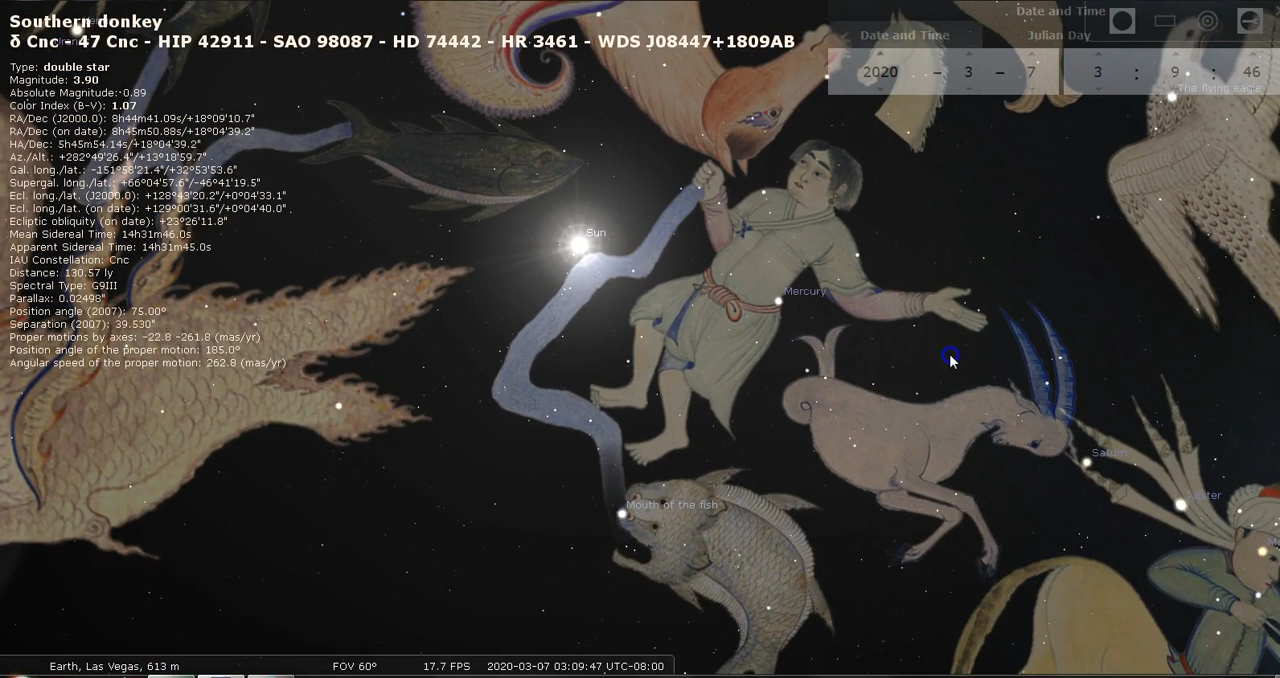 Southern donkey
δ Cnc - 47 Cnc - HIP 42911 - SAO 98087 - HD 74442 - HR 3461 - WDS J08447+1809AB
Type: double star
Magnitude: 3.90
Absolute Magnitude: 0.89
Color Index (B-V): 1.07
RA/Dec (J2000.0): 8h44m41.09s/+18°09'10.7"
RA/Dec (on date): 8h45m50.88s/+18°04'39.2"
HA/Dec: 5h45m54.14s/+18°04'39.2"
Az./Alt.: +282°49'26.4"/+13°18'59.7"
Gal. long./lat.: -151°58'21.4"/+32°53'53.6"
Supergal. long./lat.: +66°04'57.6"/-46°41'19.5"
Ecl. long./lat. (J2000.0): +128°43'20.2"/+0°04'33.1"
Ecl. long./lat. (on date): +129°00'31.6"/+0°04'40.0"
Ecliptic obliquity (on date): +23°26'11.8"
Mean Sidereal Time: 14h31m46.0s
Apparent Sidereal Time: 14h31m45.0s
IAU Constellation: Cnc
Distance: 130.57 ly
Spectral Type: G9III
Parallax: 0.02498"
Position angle (2007): 75.00°
Separation (2007): 39.530"
Proper motions by axes: -22.8 -261.8 (mas/yr)
Position angle of the proper motion: 185.0°
Angular speed of the proper motion: 262.8 (mas/yr)
Date and Time
Date and Time
Julian Day
2020 - 3 - 7
3 : 9 : 46
The flying eagle
Sun
Mercury
Saturn
Jupiter
Mouth of the fish
Earth, Las Vegas, 613 m
FOV 60°
17.7 FPS
2020-03-07 03:09:47 UTC-08:00